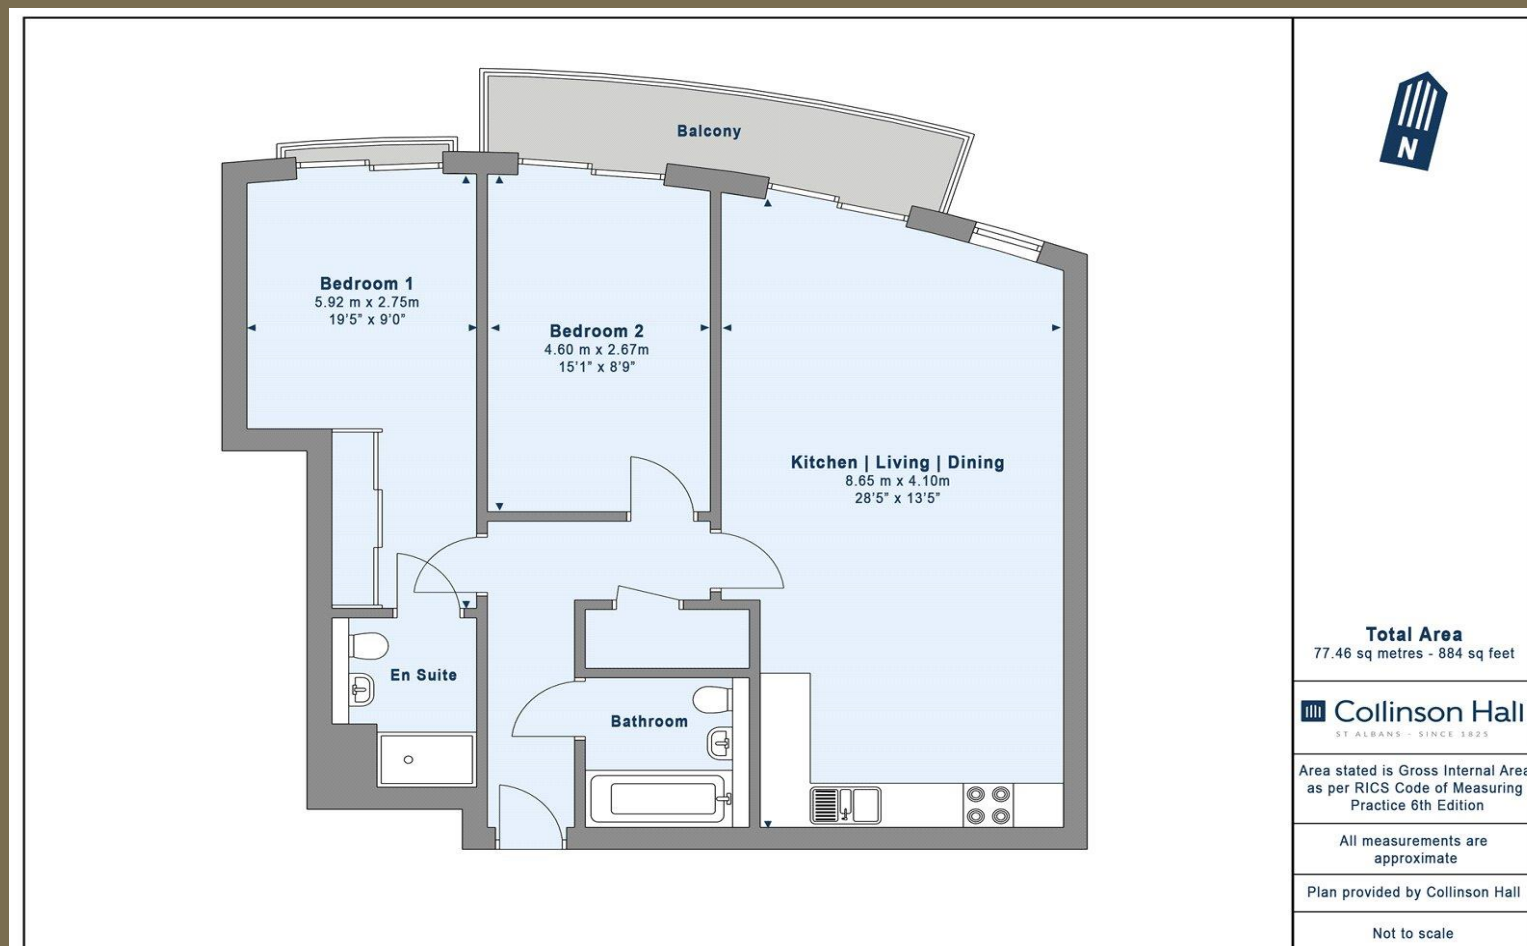 Balcony
Bedroom 1
5.92 m x 2.75m
19'5" x 9'0"
Bedroom 2
4.60 m x 2.67m
15'1" x 8'9"
Kitchen | Living | Dining
8.65 m x 4.10m
28'5" x 13'5"
En Suite
Bathroom
N
Total Area
77.46 sq metres - 884 sq feet
Collinson Hall
ST ALBANS - SINCE 1825
Area stated is Gross Internal Area
as per RICS Code of Measuring
Practice 6th Edition
All measurements are
approximate
Plan provided by Collinson Hall
Not to scale